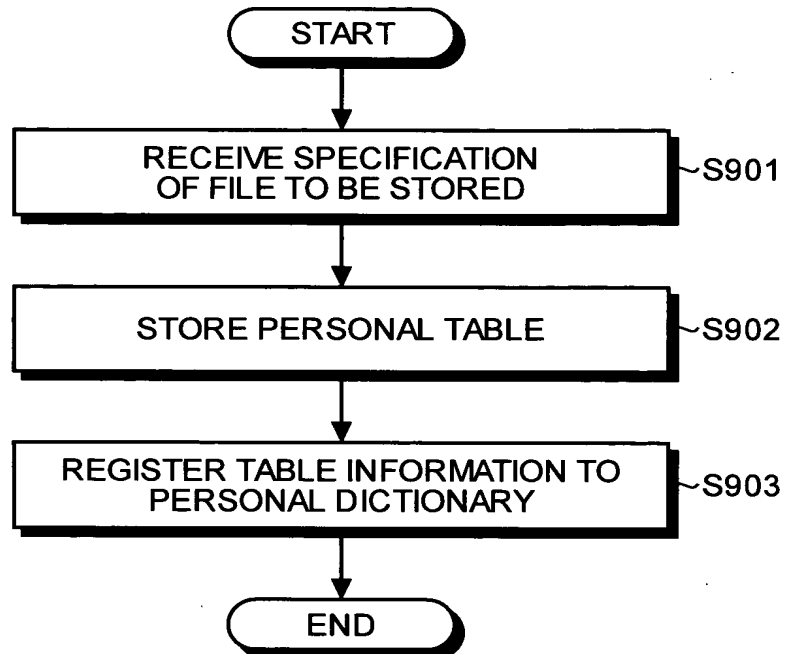 START
RECEIVE SPECIFICATION
OF FILE TO BE STORED
S901
STORE PERSONAL TABLE
S902
REGISTER TABLE INFORMATION TO
PERSONAL DICTIONARY
S903
END